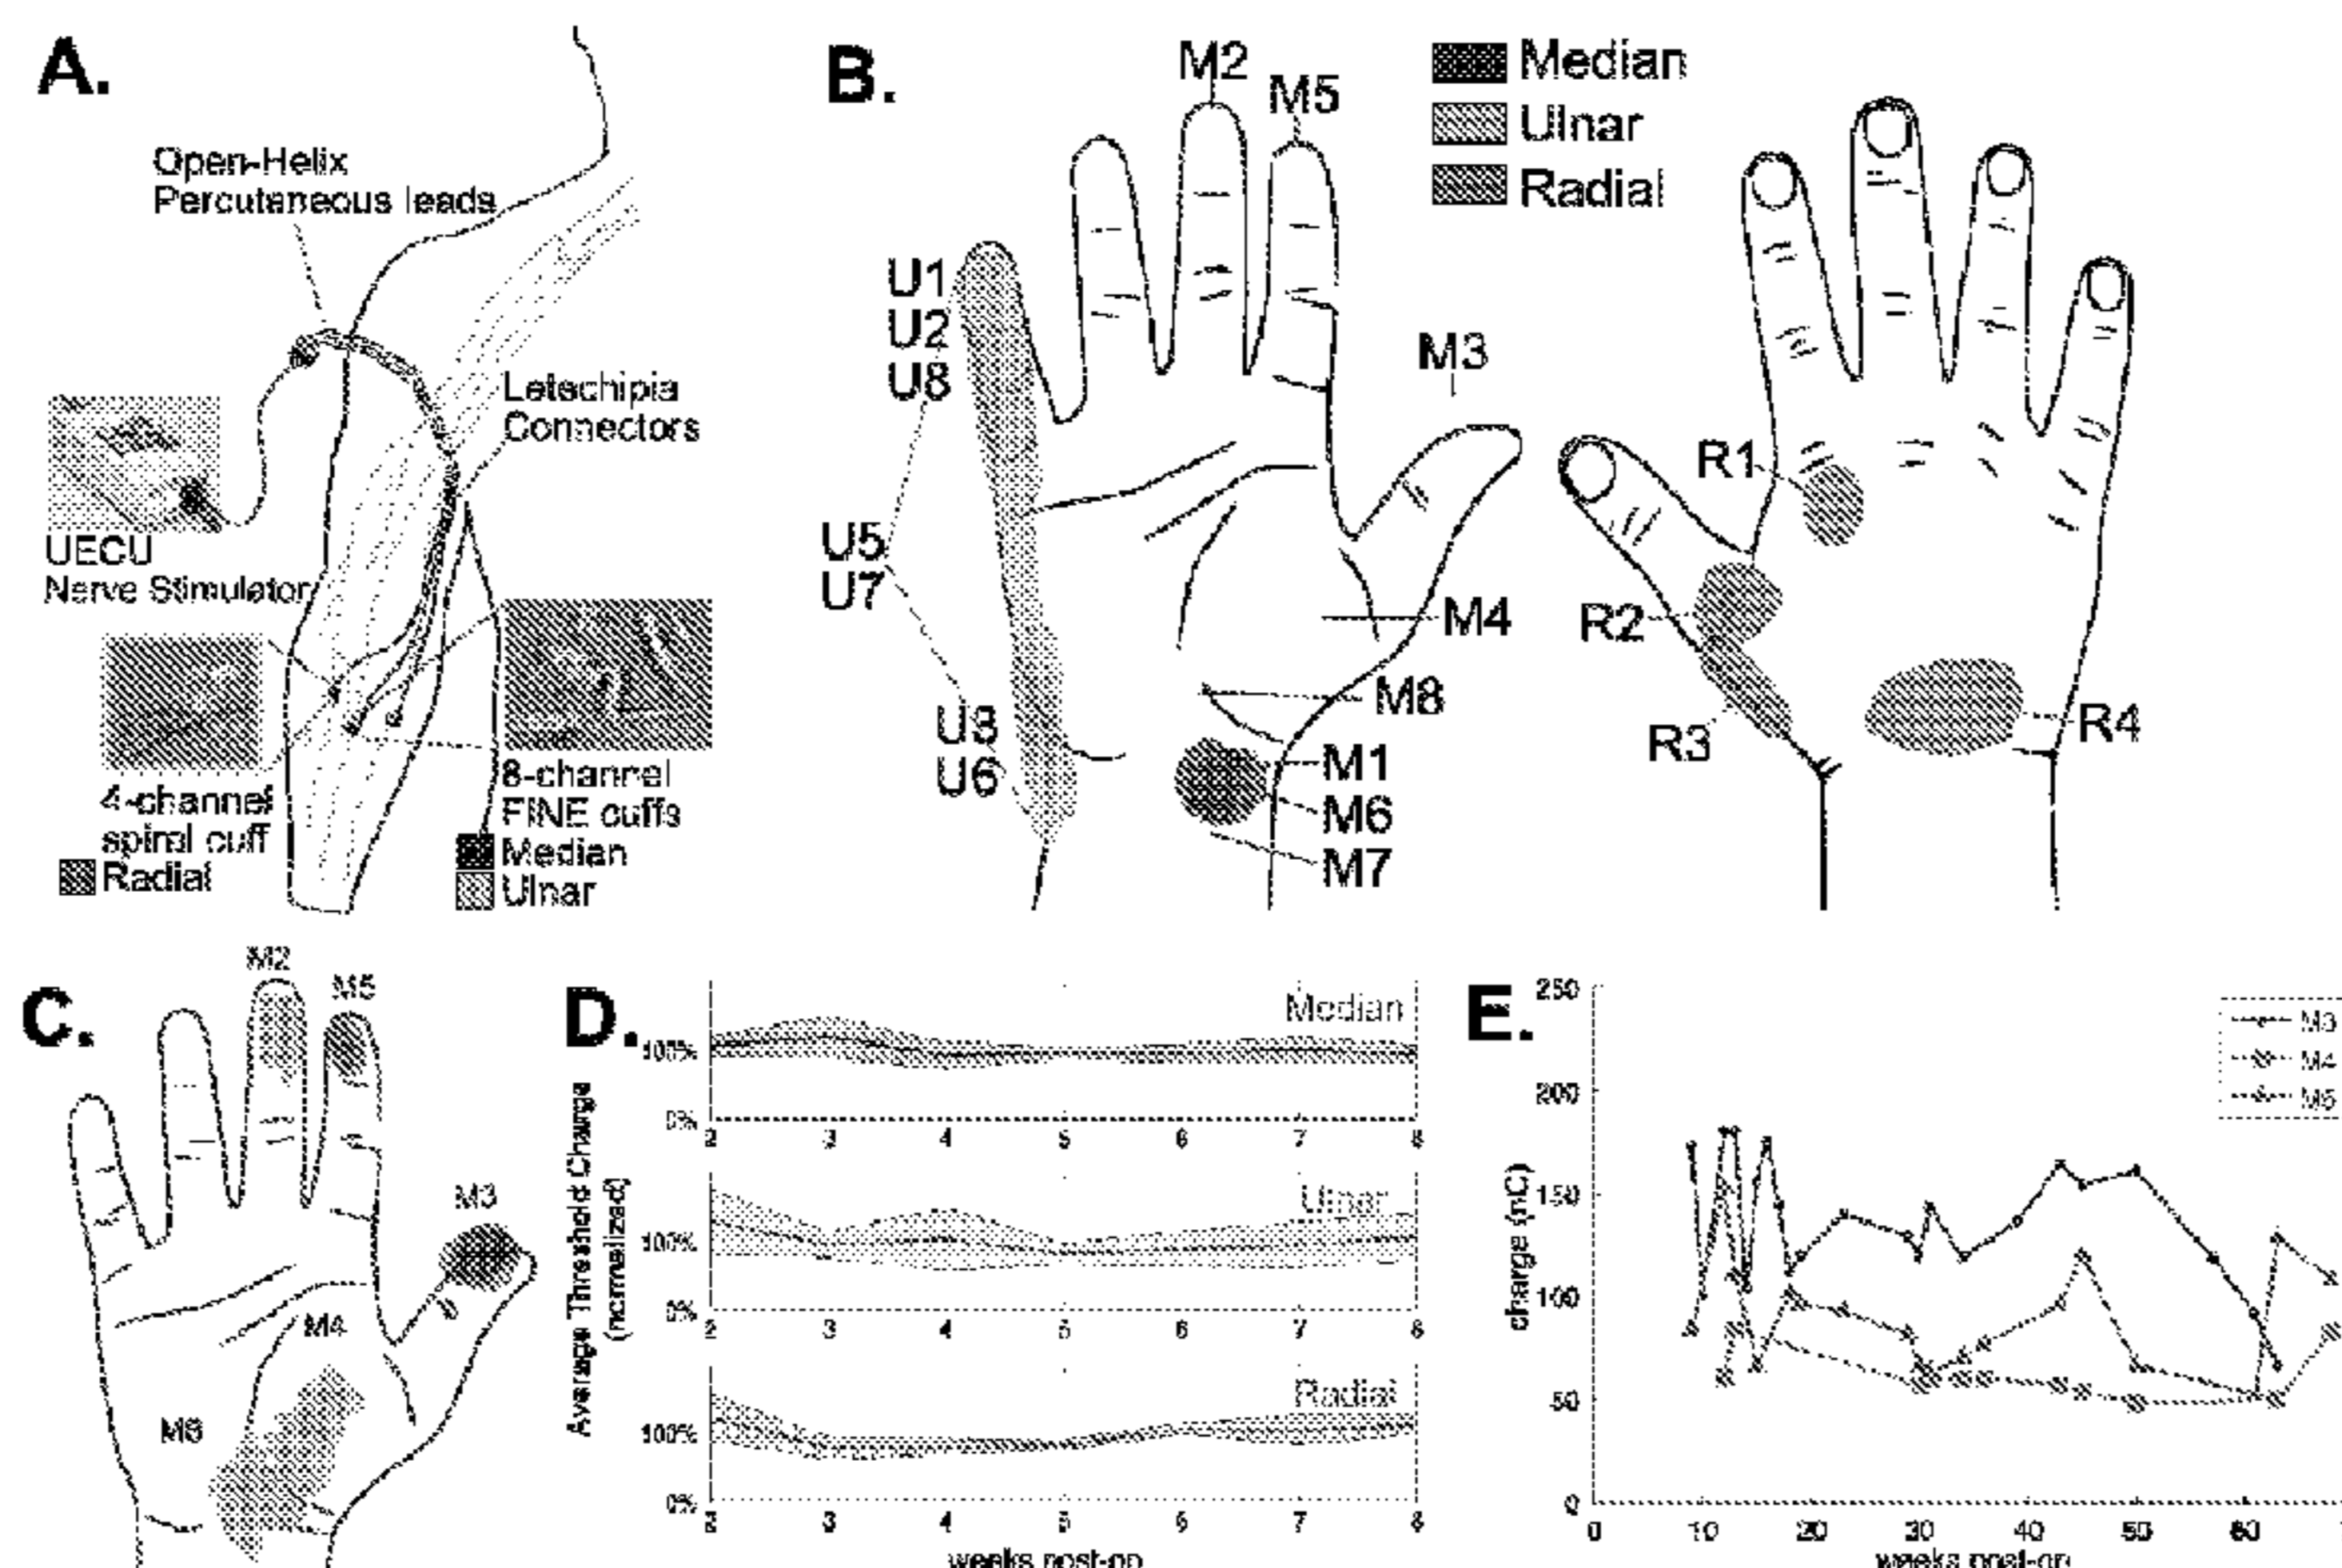 A.
Open-Helix
Percutaneous leads
Letechipia
Connectors
UECU
Nerve Stimulator
4-channel
spiral cuff
Radial
8-channel
FINE cuffs
Median
Ulnar
B.
M2
M5
Median
Ulnar
Radial
U1
U2
U8
U5
U7
U3
U6
M3
M4
M8
M1
M6
M7
R1
R2
R3
R4
C.
M2
M5
M3
M4
D.
Average Threshold Charge
(normalized)
Median
100%
0%
2 3 4 5 6 7 8
Ulnar
100%
0%
2 3 4 5 6 7 8
Radial
100%
0%
2 3 4 5 6 7 8
weeks post-op
E.
charge (nC)
250
200
150
100
50
0
0 10 20 30 40 50 60
weeks post-op
M3
M4
M5